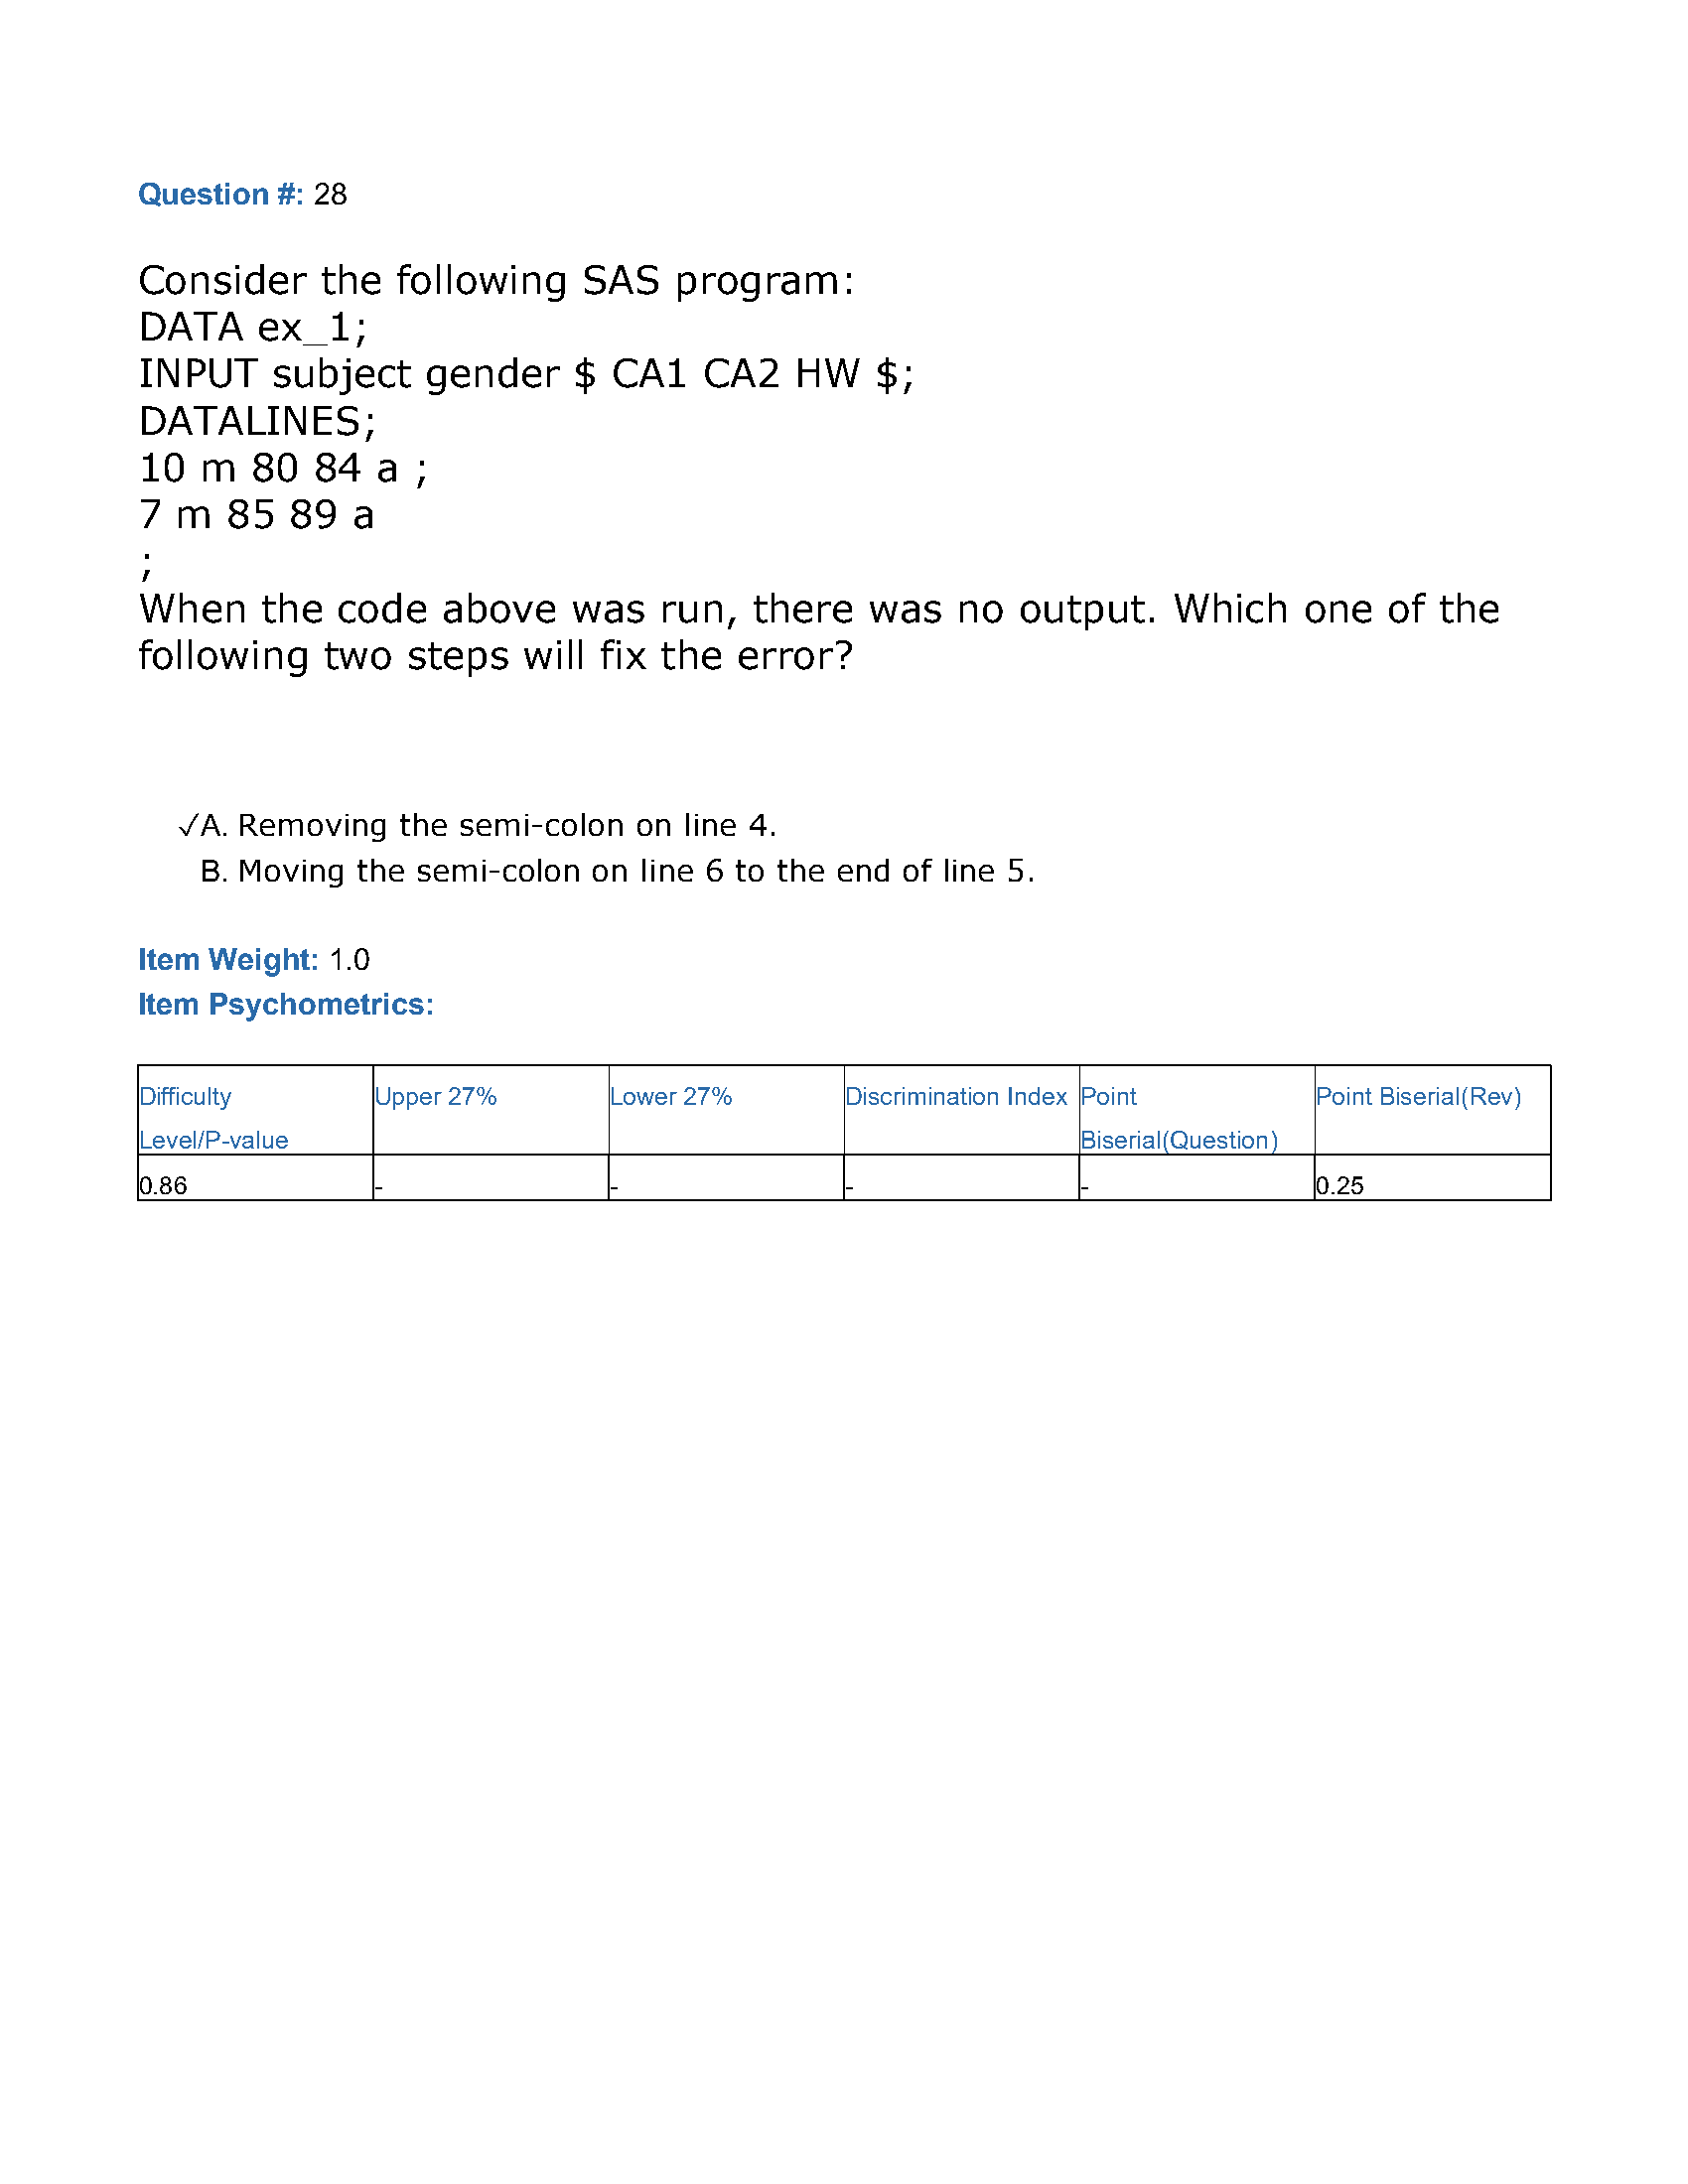 Question #: 28
Consider the following SAS program:
DATA ex_1;
INPUT subject gender $ CA1 CA2 HW $;
DATALINES;
10 m 80 84 a ;
7 m 85 89 a
;
When the code above was run, there was no output. Which one of the
following two steps will fix the error?
✓A. Removing the semi-colon on line 4.
B. Moving the semi-colon on line 6 to the end of line 5.
Item Weight: 1.0
Item Psychometrics:
Difficulty Level/P-value Upper 27% Lower 27% Discrimination Index Point Biserial(Question) Point Biserial(Rev)
0.86 - - - - 0.25